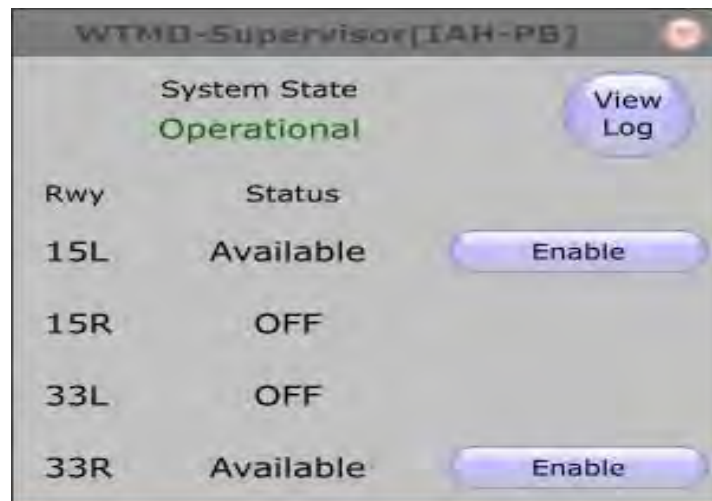 WTMD-Supervisor[IAH-PB]
System State
Operational
View
Log
Rwy Status
15L Available Enable
15R OFF
33L OFF
33R Available Enable